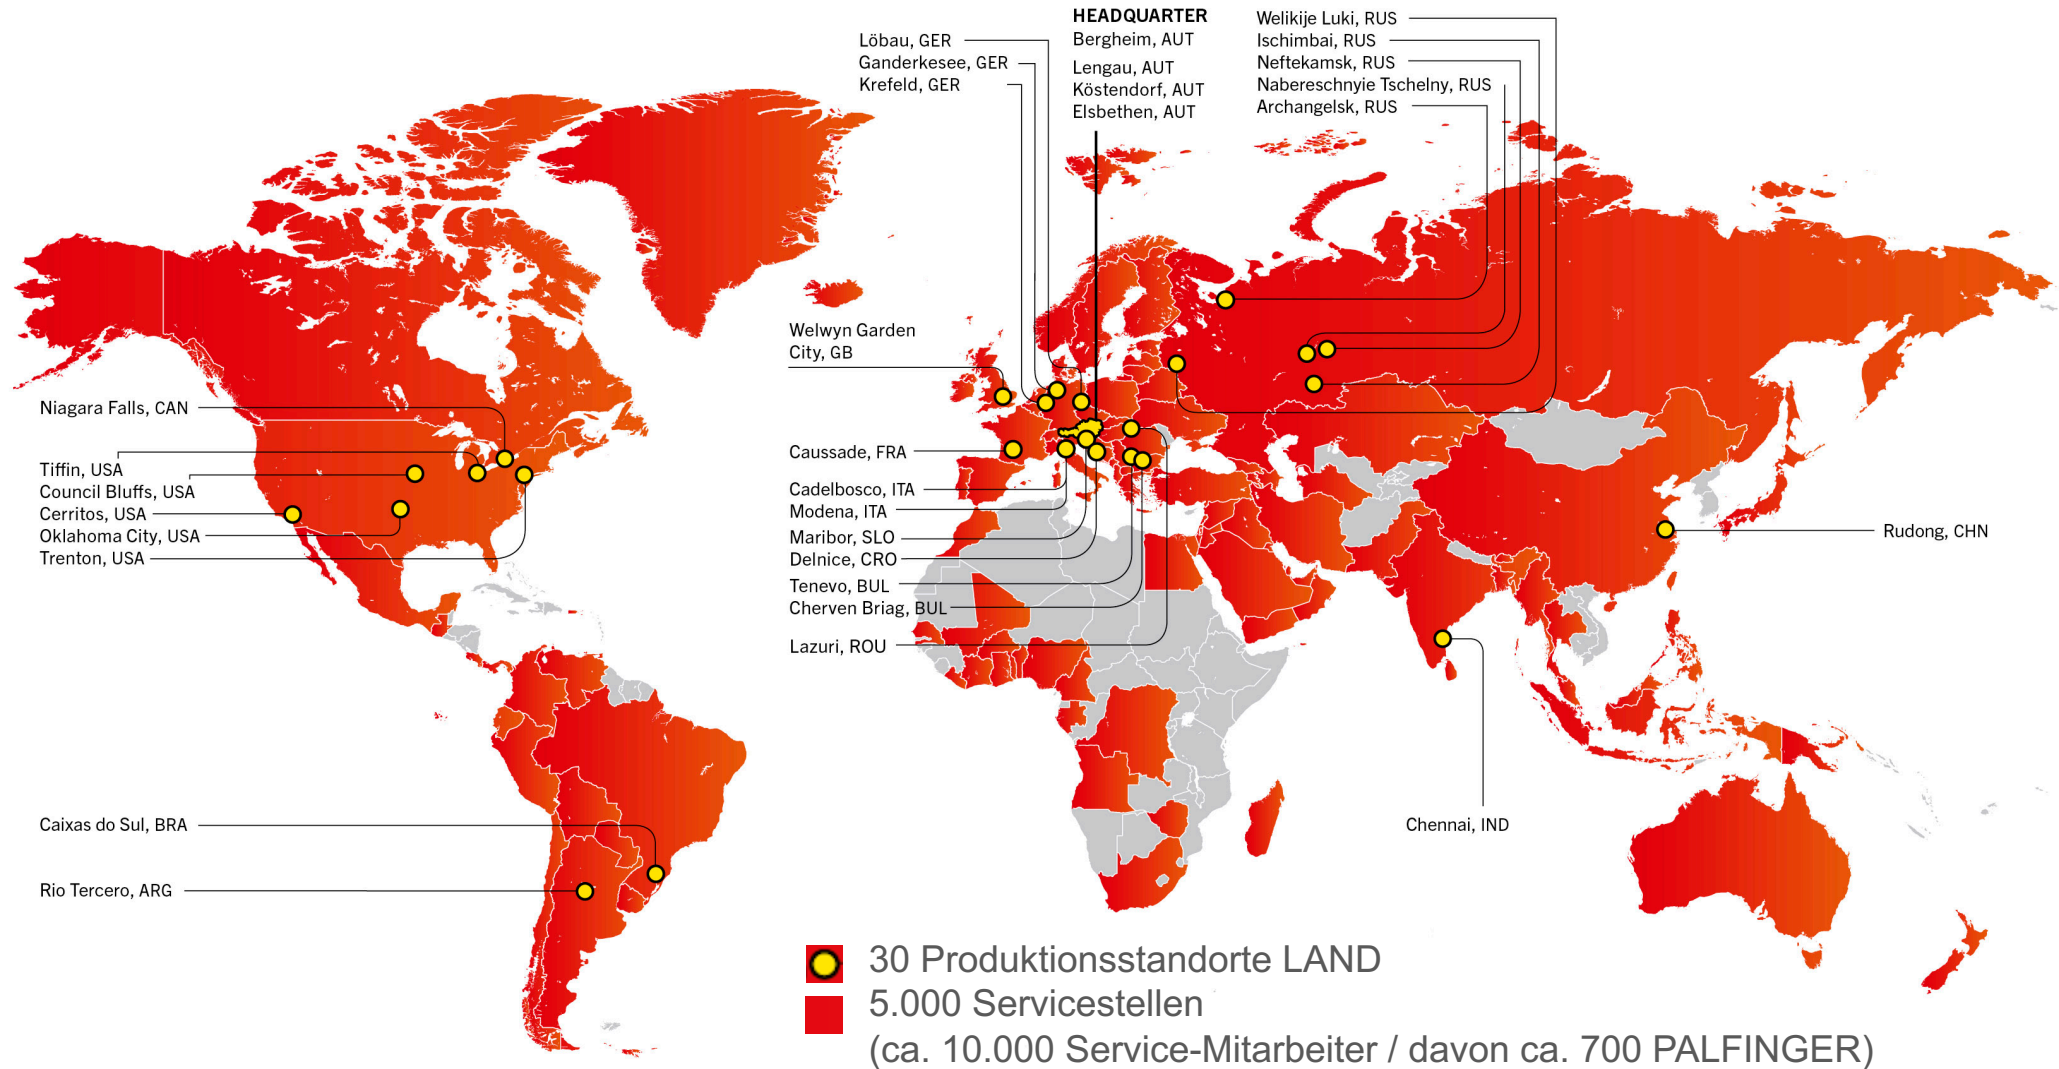 HEADQUARTER
Bergheim, AUT
Lengau, AUT
Köstendorf, AUT
Elsbethen, AUT
Löbau, GER
Ganderkesee, GER
Krefeld, GER
Welikije Luki, RUS
Ischimbai, RUS
Neftekamsk, RUS
Nabereschnyie Tschelny, RUS
Archangelsk, RUS
Welwyn Garden
City, GB
Niagara Falls, CAN
Tiffin, USA
Council Bluffs, USA
Cerritos, USA
Oklahoma City, USA
Trenton, USA
Caussade, FRA
Cadelbosco, ITA
Modena, ITA
Maribor, SLO
Delnice, CRO
Tenevo, BUL
Cherven Briag, BUL
Lazuri, ROU
Rudong, CHN
Chennai, IND
Caixas do Sul, BRA
Rio Tercero, ARG
30 Produktionsstandorte LAND
5.000 Servicestellen
(ca. 10.000 Service-Mitarbeiter / davon ca. 700 PALFINGER)